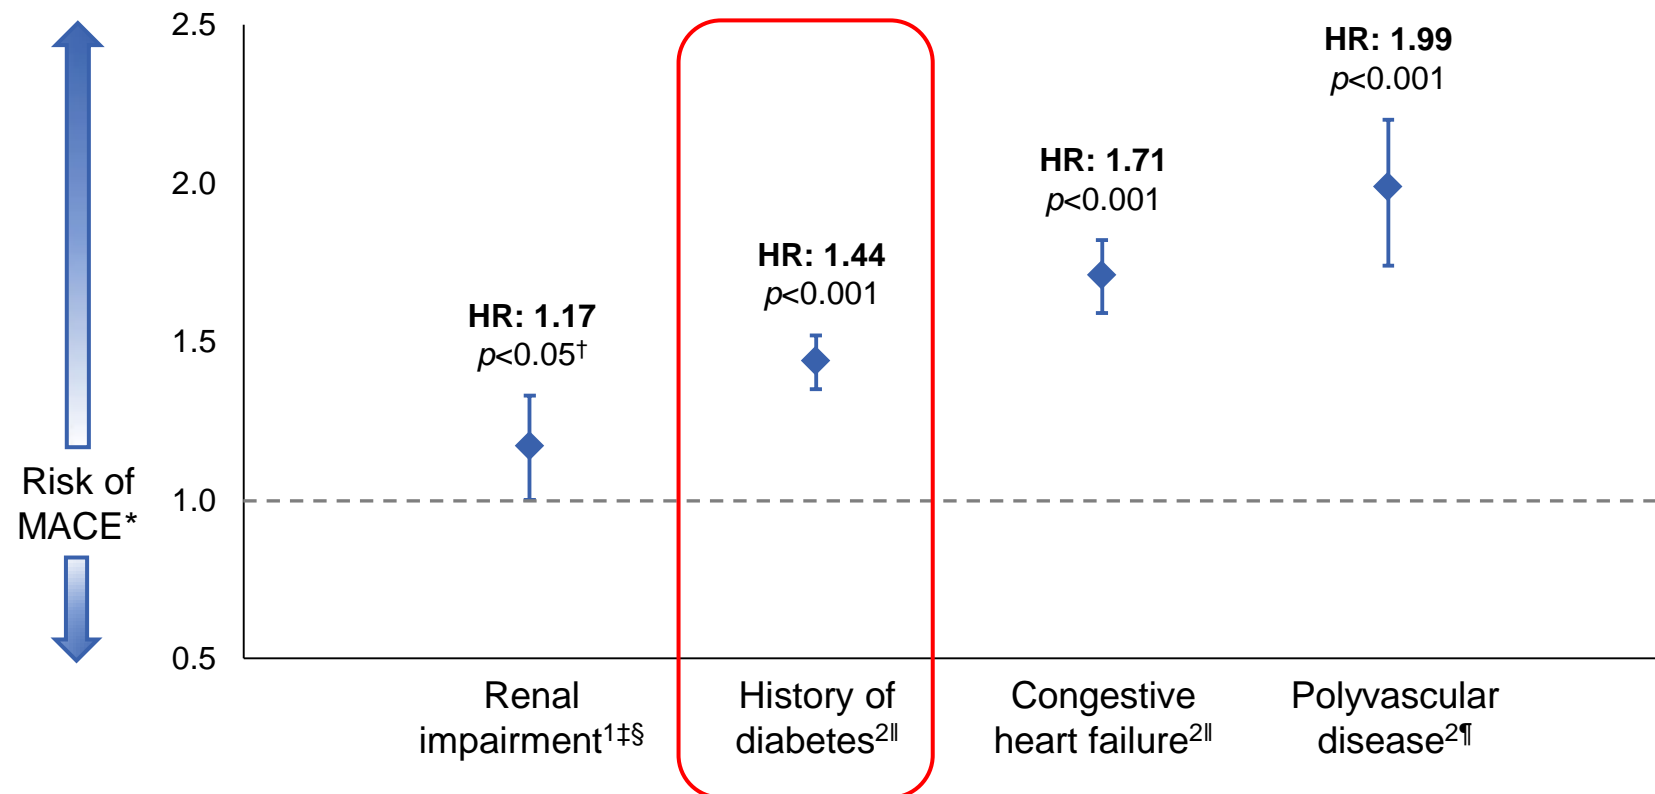 2.5
2.0
1.5
1.0
0.5
Risk of
MACE*
HR: 1.17
p<0.05†
HR: 1.44
p<0.001
HR: 1.71
p<0.001
HR: 1.99
p<0.001
Renal
impairment¹‡§
History of
diabetes²ǁ
Congestive
heart failure²ǁ
Polyvascular
disease²¶